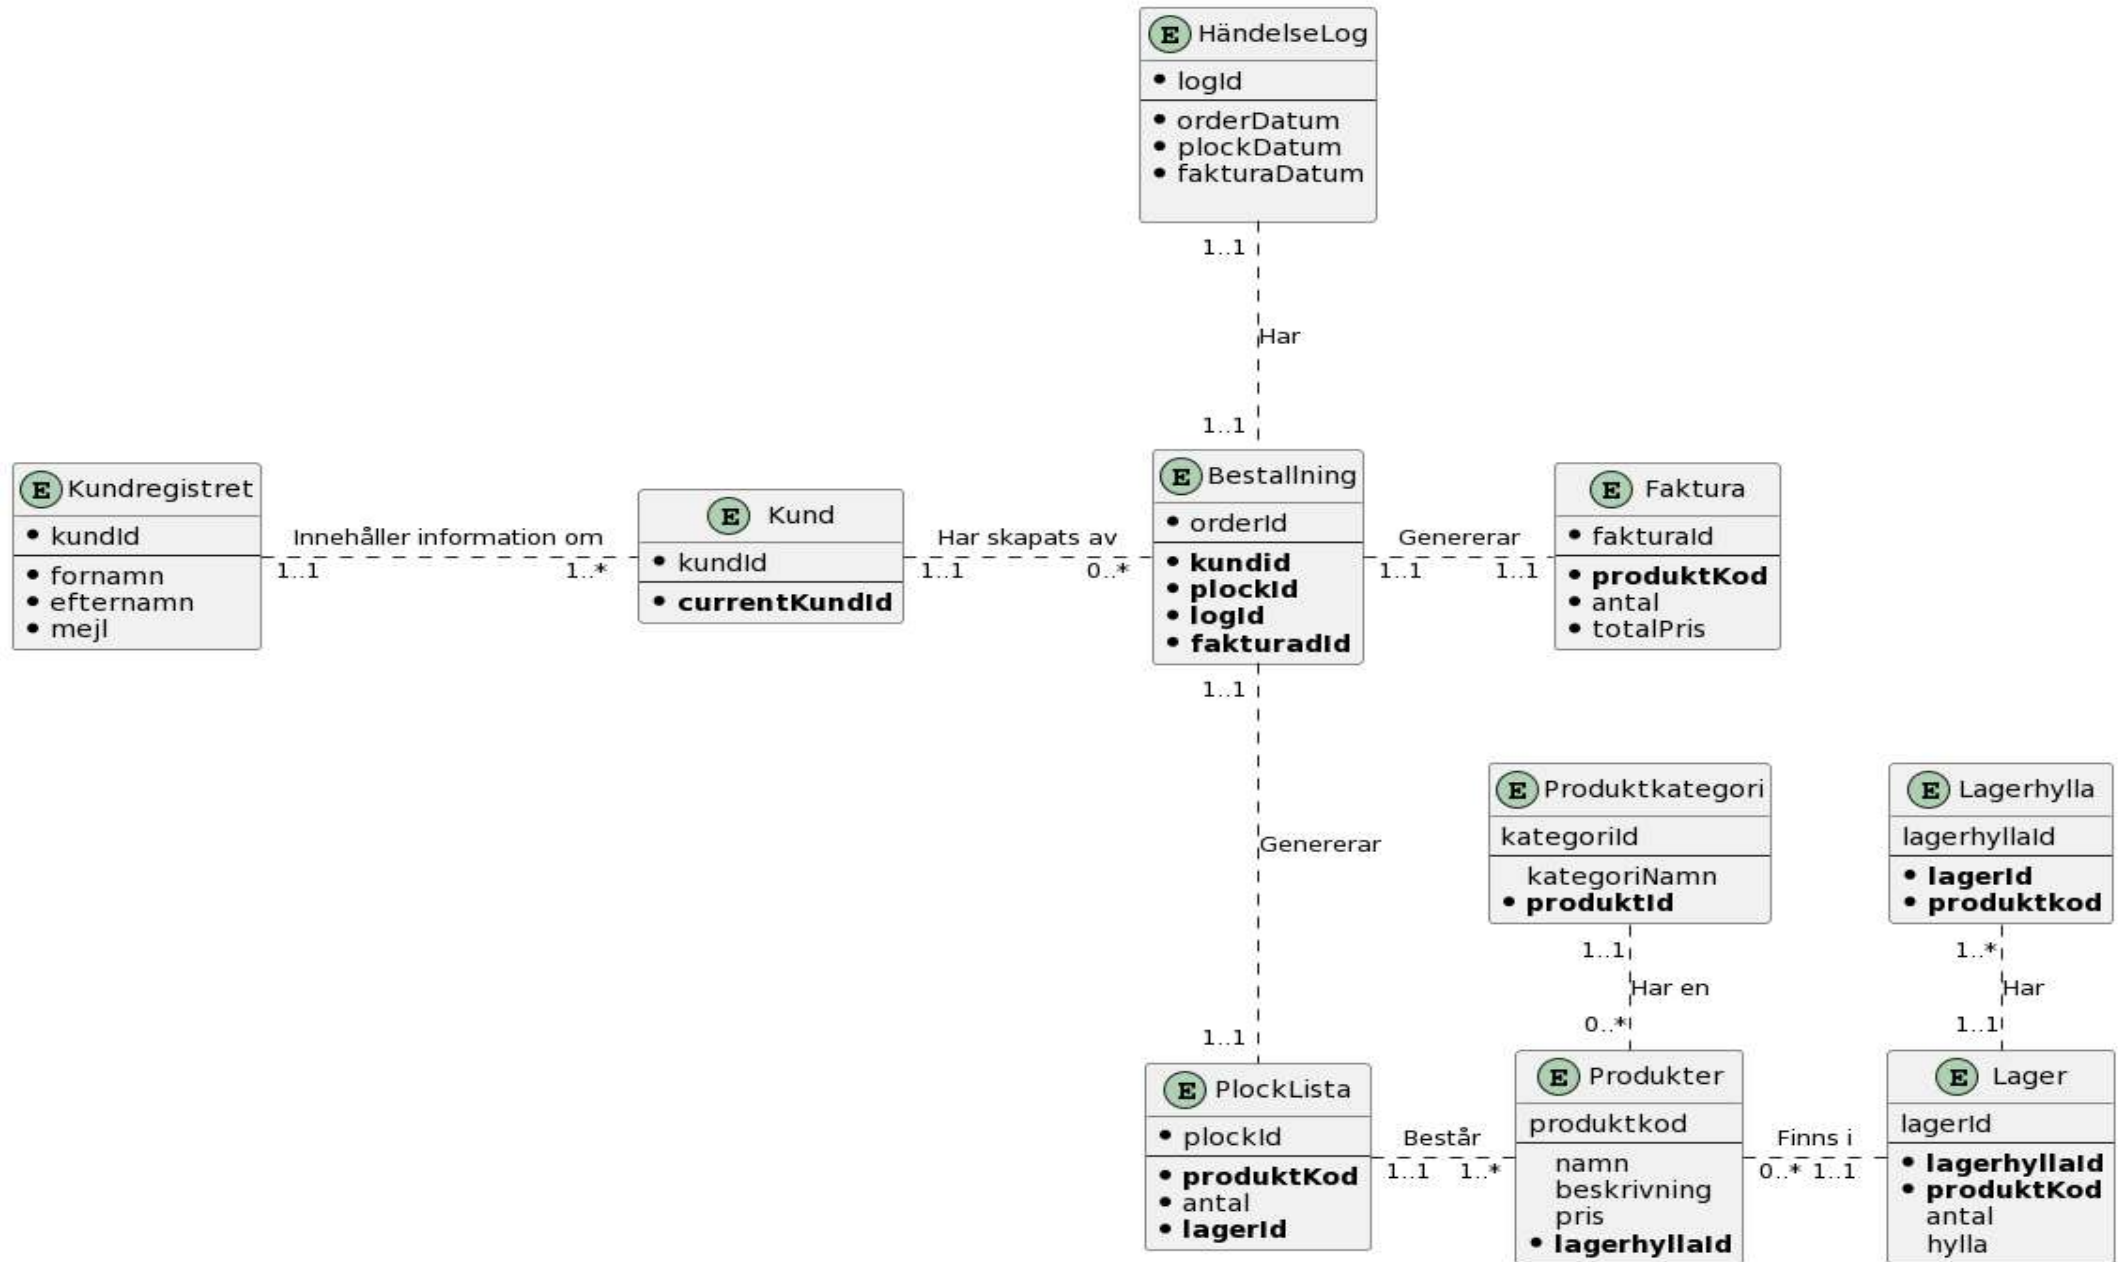 E HändelseLog
• logId
• orderDatum
• plockDatum
• fakturaDatum
1..1
Har
1..1
E Kundregistret
• kundId
• fornamn
• efternamn
• mejl
Innehåller information om
1..1 1..*
E Kund
• kundId
• currentKundId
Har skapats av
1..1 0..*
E Bestallning
• orderId
• kundid
• plockId
• logId
• fakturadId
Genererar
1..1 1..1
E Faktura
• fakturaId
• produktKod
• antal
• totalPris
1..1
Genererar
1..1
E Produktkategori
kategoriId
kategoriNamn
• produktId
1..1
Har en
0..*
E Lagerhylla
lagerhyllaId
• lagerId
• produktkod
1..*
Har
1..1
E PlockLista
• plockId
• produktKod
• antal
• lagerId
Består
1..1 1..*
E Produkter
produktkod
namn
beskrivning
pris
• lagerhyllaId
Finns i
0..* 1..1
E Lager
lagerId
• lagerhyllaId
• produktKod
antal
hylla